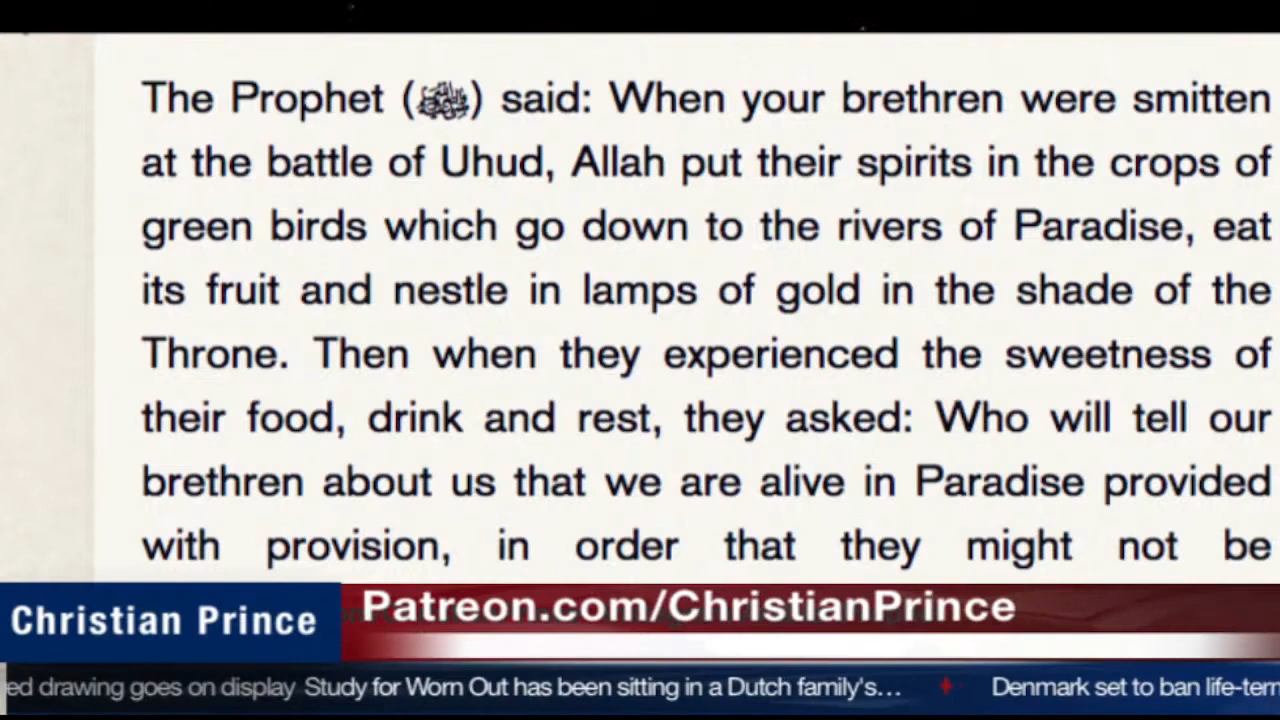 The Prophet (ﷺ) said: When your brethren were smitten
at the battle of Uhud, Allah put their spirits in the crops of
green birds which go down to the rivers of Paradise, eat
its fruit and nestle in lamps of gold in the shade of the
Throne. Then when they experienced the sweetness of
their food, drink and rest, they asked: Who will tell our
brethren about us that we are alive in Paradise provided
with provision, in order that they might not be
Christian Prince
Patreon.com/ChristianPrince
ed drawing goes on display Study for Worn Out has been sitting in a Dutch family's... Denmark set to ban life-tern